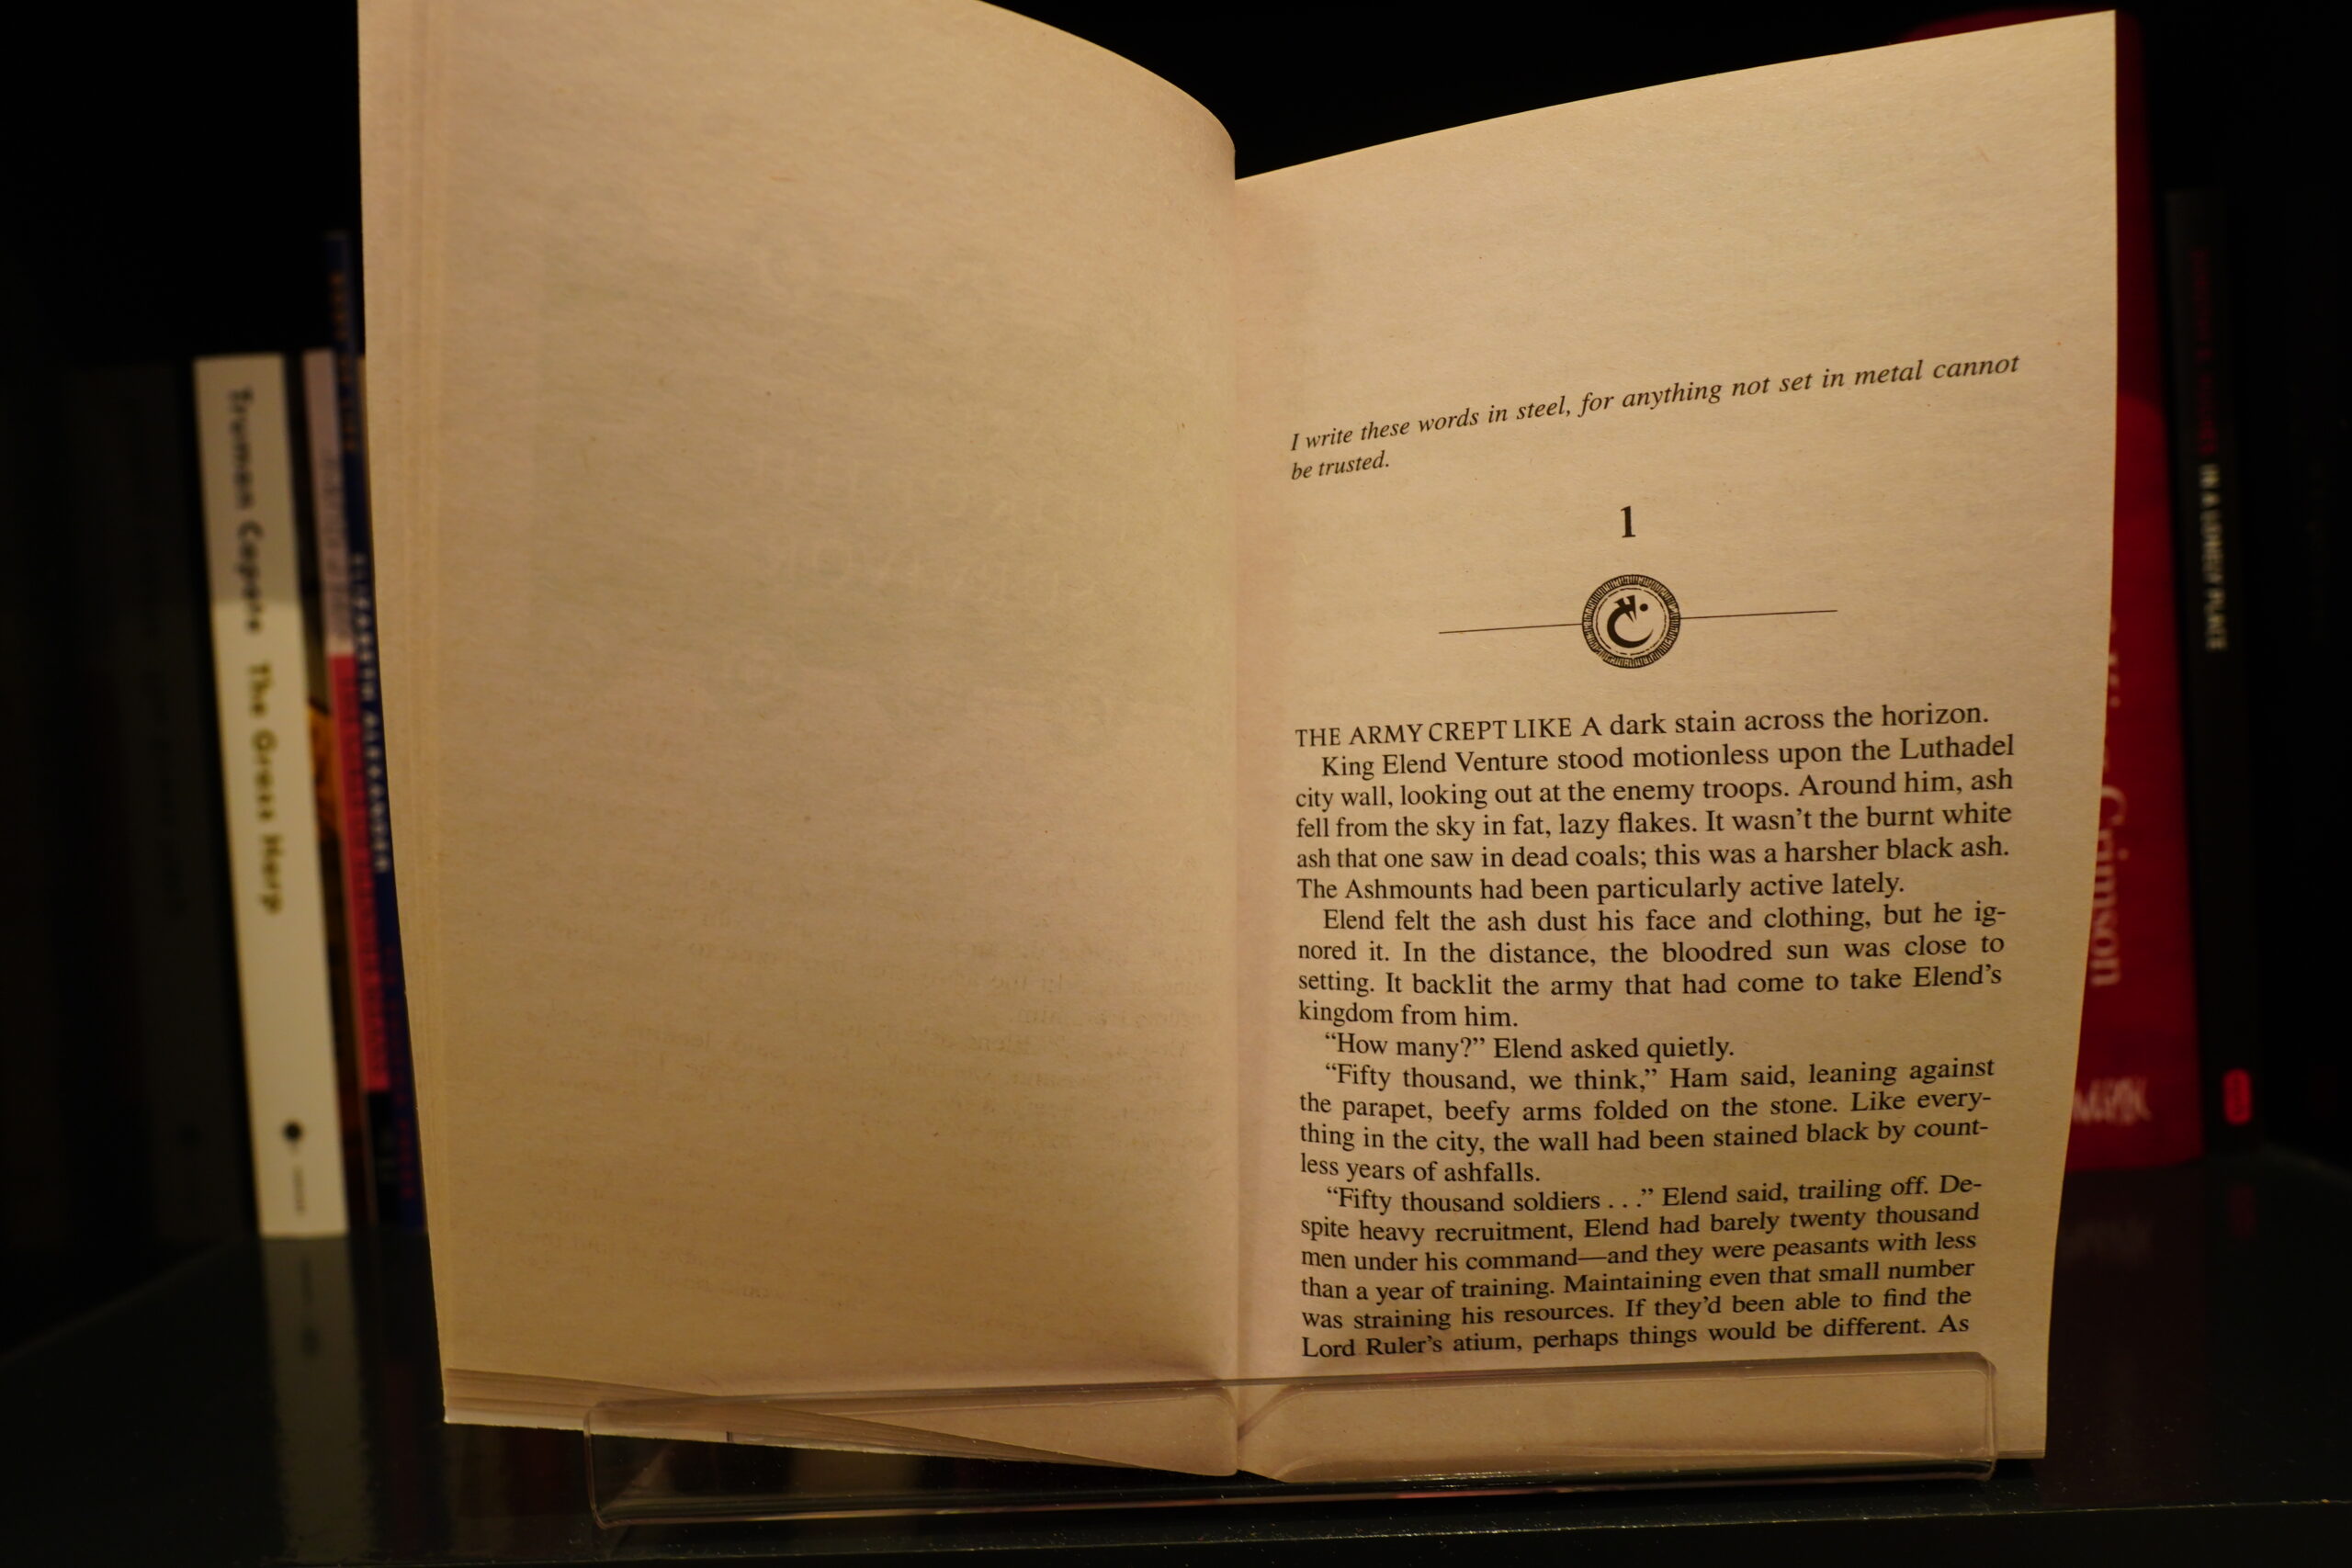 Truman Capote The Grass Harp
I write these words in steel, for anything not set in metal cannot
be trusted.
1
THE ARMY CREPT LIKE A dark stain across the horizon.
King Elend Venture stood motionless upon the Luthadel
city wall, looking out at the enemy troops. Around him, ash
fell from the sky in fat, lazy flakes. It wasn't the burnt white
ash that one saw in dead coals; this was a harsher black ash.
The Ashmounts had been particularly active lately.
Elend felt the ash dust his face and clothing, but he ig-
nored it. In the distance, the bloodred sun was close to
setting. It backlit the army that had come to take Elend's
kingdom from him.
“How many?” Elend asked quietly.
“Fifty thousand, we think,” Ham said, leaning against
the parapet, beefy arms folded on the stone. Like every-
thing in the city, the wall had been stained black by count-
less years of ashfalls.
“Fifty thousand soldiers . . .” Elend said, trailing off. De-
spite heavy recruitment, Elend had barely twenty thousand
men under his command—and they were peasants with less
than a year of training. Maintaining even that small number
was straining his resources. If they'd been able to find the
Lord Ruler's atium, perhaps things would be different. As
Crimson
IN A LONELY PLACE